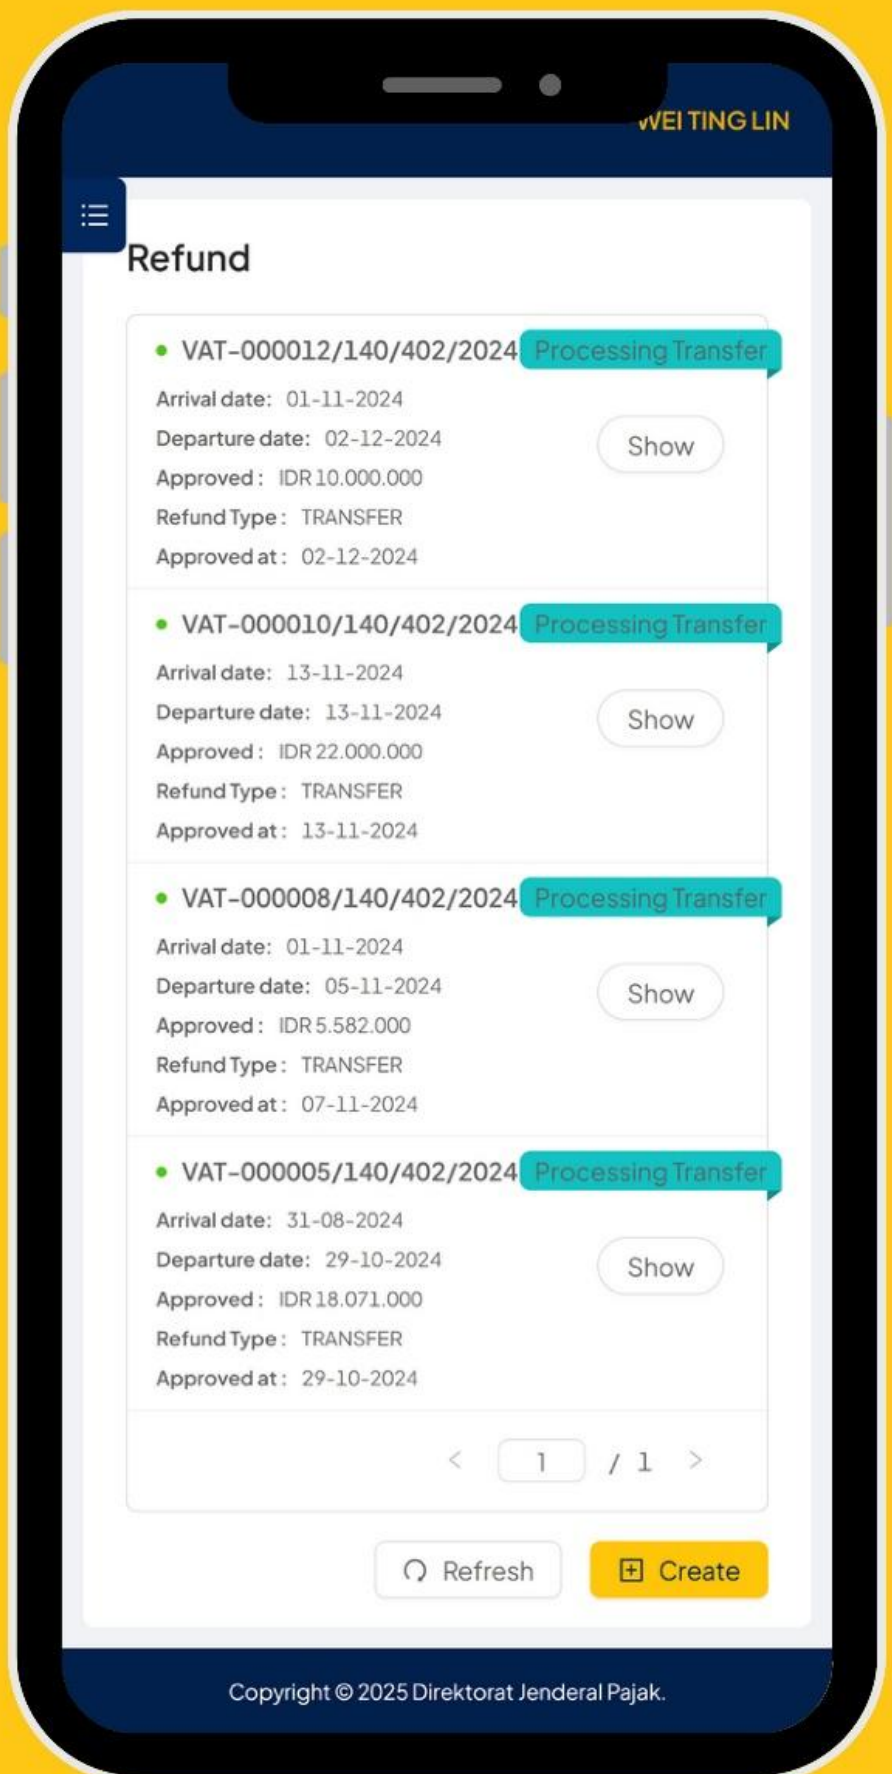 WEI TING LIN
Refund
VAT-000012/140/402/2024 Processing Transfer
Arrival date: 01-11-2024
Departure date: 02-12-2024
Show
Approved : IDR 10.000.000
Refund Type : TRANSFER
Approved at : 02-12-2024
VAT-000010/140/402/2024 Processing Transfer
Arrival date: 13-11-2024
Departure date: 13-11-2024
Show
Approved : IDR 22.000.000
Refund Type : TRANSFER
Approved at : 13-11-2024
VAT-000008/140/402/2024 Processing Transfer
Arrival date: 01-11-2024
Departure date: 05-11-2024
Show
Approved : IDR 5.582.000
Refund Type : TRANSFER
Approved at : 07-11-2024
VAT-000005/140/402/2024 Processing Transfer
Arrival date: 31-08-2024
Departure date: 29-10-2024
Show
Approved : IDR 18.071.000
Refund Type : TRANSFER
Approved at : 29-10-2024
< 1 / 1 >
Refresh
Create
Copyright © 2025 Direktorat Jenderal Pajak.